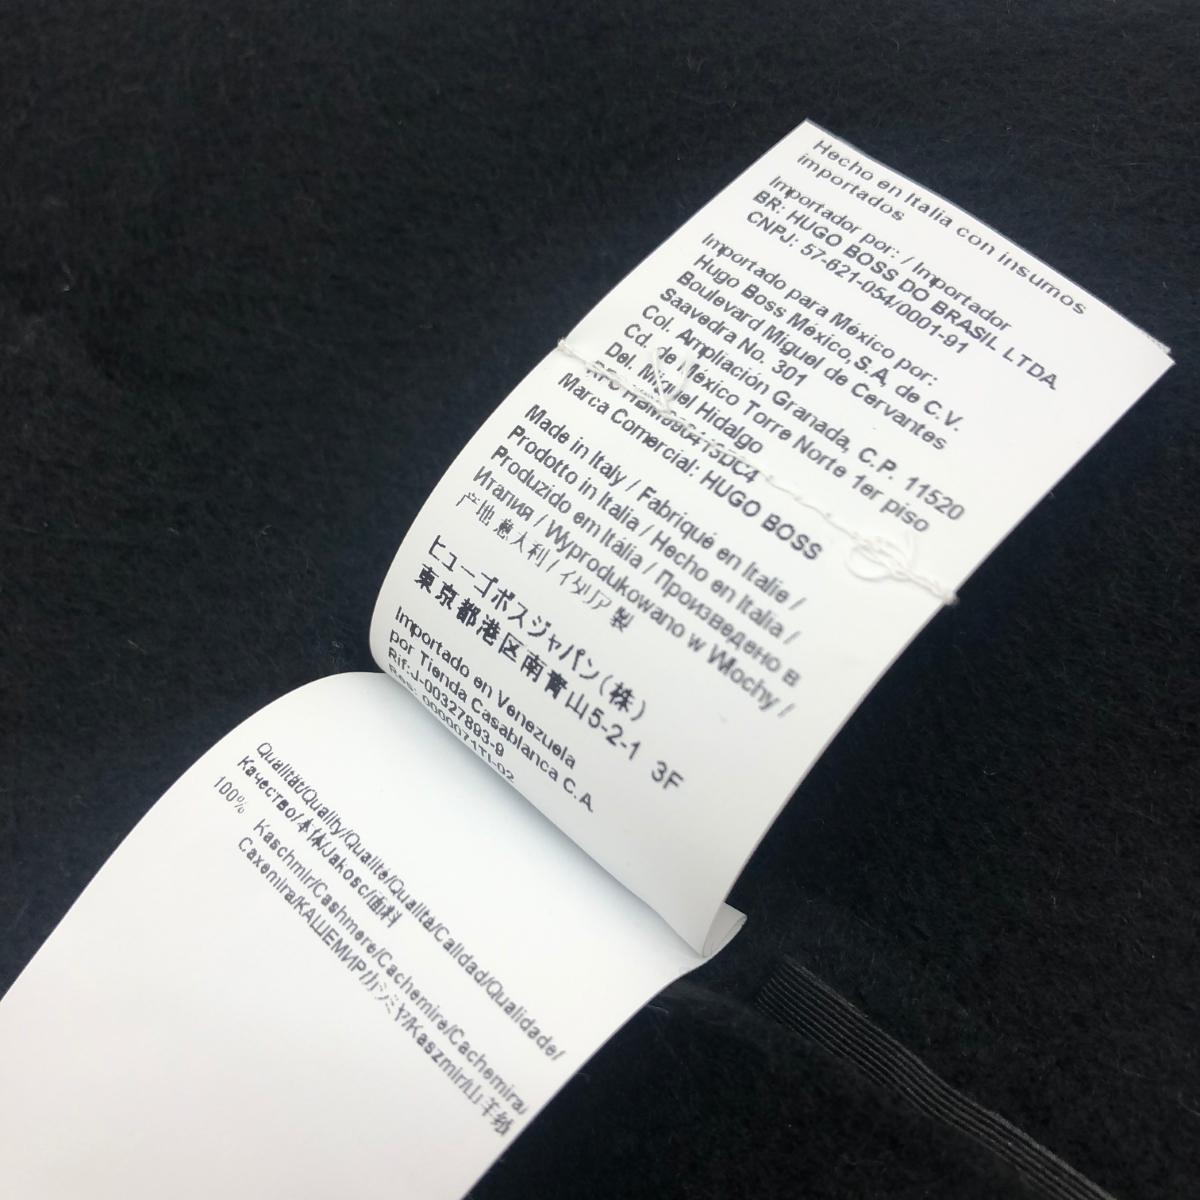 Hecho en Italia con insumos
importados
Importador por: / Importador
BR: HUGO BOSS DO BRASIL LTDA
CNPJ: 57-621-054/0001-91
Importado para México por:
Hugo Boss México, S.A. de C.V.
Boulevard Miguel de Cervantes
Saavedra No. 301
Col. Ampliación Granada, C.P. 11520
Cd. de México Torre Norte 1er piso
Del. Miguel Hidalgo
Marca Comercial: HUGO BOSS
Made in Italy / Fabriqué en Italie /
Prodotto in Italia / Hecho en Italia /
Produzido em Itália / Произведено в
Италия / Wyprodukowano w Włochy /
产地 意大利 / イタリア 製
ヒューゴボスジャパン(株)
東京都港区南青山5-2-1 3F
Importado en Venezuela
por Tienda Casablanca C.A.
Rif:J-00327893-9
Qualität/Quality/Qualité/Qualità/Calidad/Qualidade/
Качество/本体/Jakosc/面料
100%
Kaschmir/Cashmere/Cachemire/Cachemira/
Caxemira/КАШЕМИР/カシミヤ/Kaszmir/山羊绒